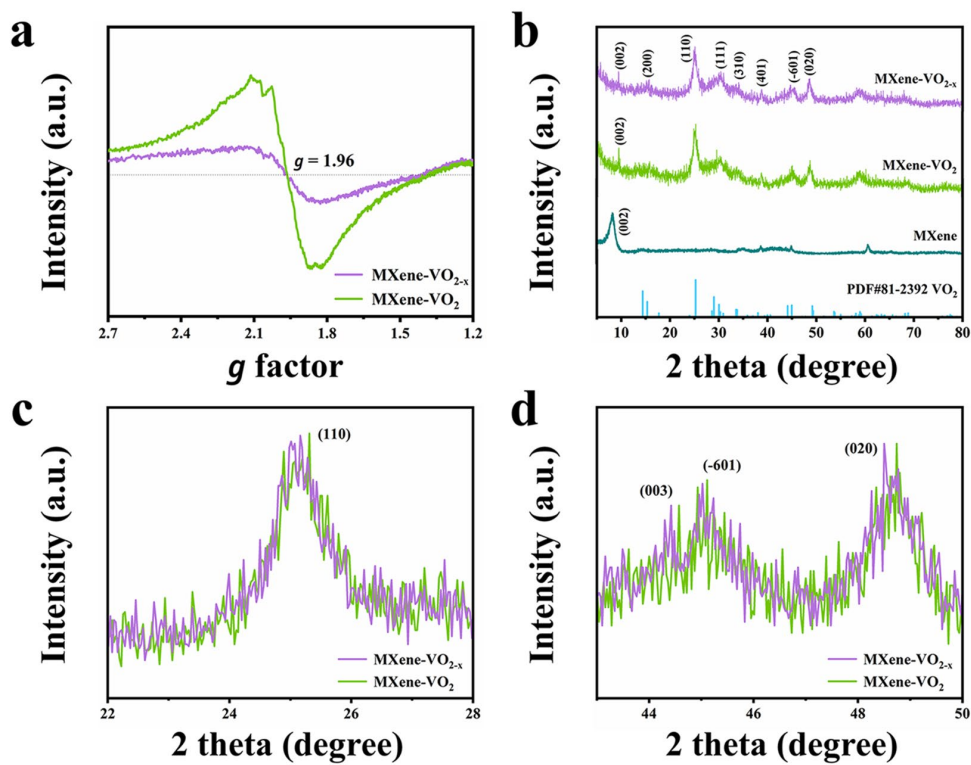 a
Intensity (a.u.)
g = 1.96
MXene-VO2-x
MXene-VO2
2.7 2.4 2.1 1.8 1.5 1.2
g factor
b
Intensity (a.u.)
(002) (200) (110) (111) (310) (401) (-601) (020)
MXene-VO2-x
(002)
MXene-VO2
(002)
MXene
PDF#81-2392 VO2
10 20 30 40 50 60 70 80
2 theta (degree)
c
Intensity (a.u.)
(110)
MXene-VO2-x
MXene-VO2
22 24 26 28
2 theta (degree)
d
Intensity (a.u.)
(003)
(-601)
(020)
MXene-VO2-x
MXene-VO2
44 46 48 50
2 theta (degree)